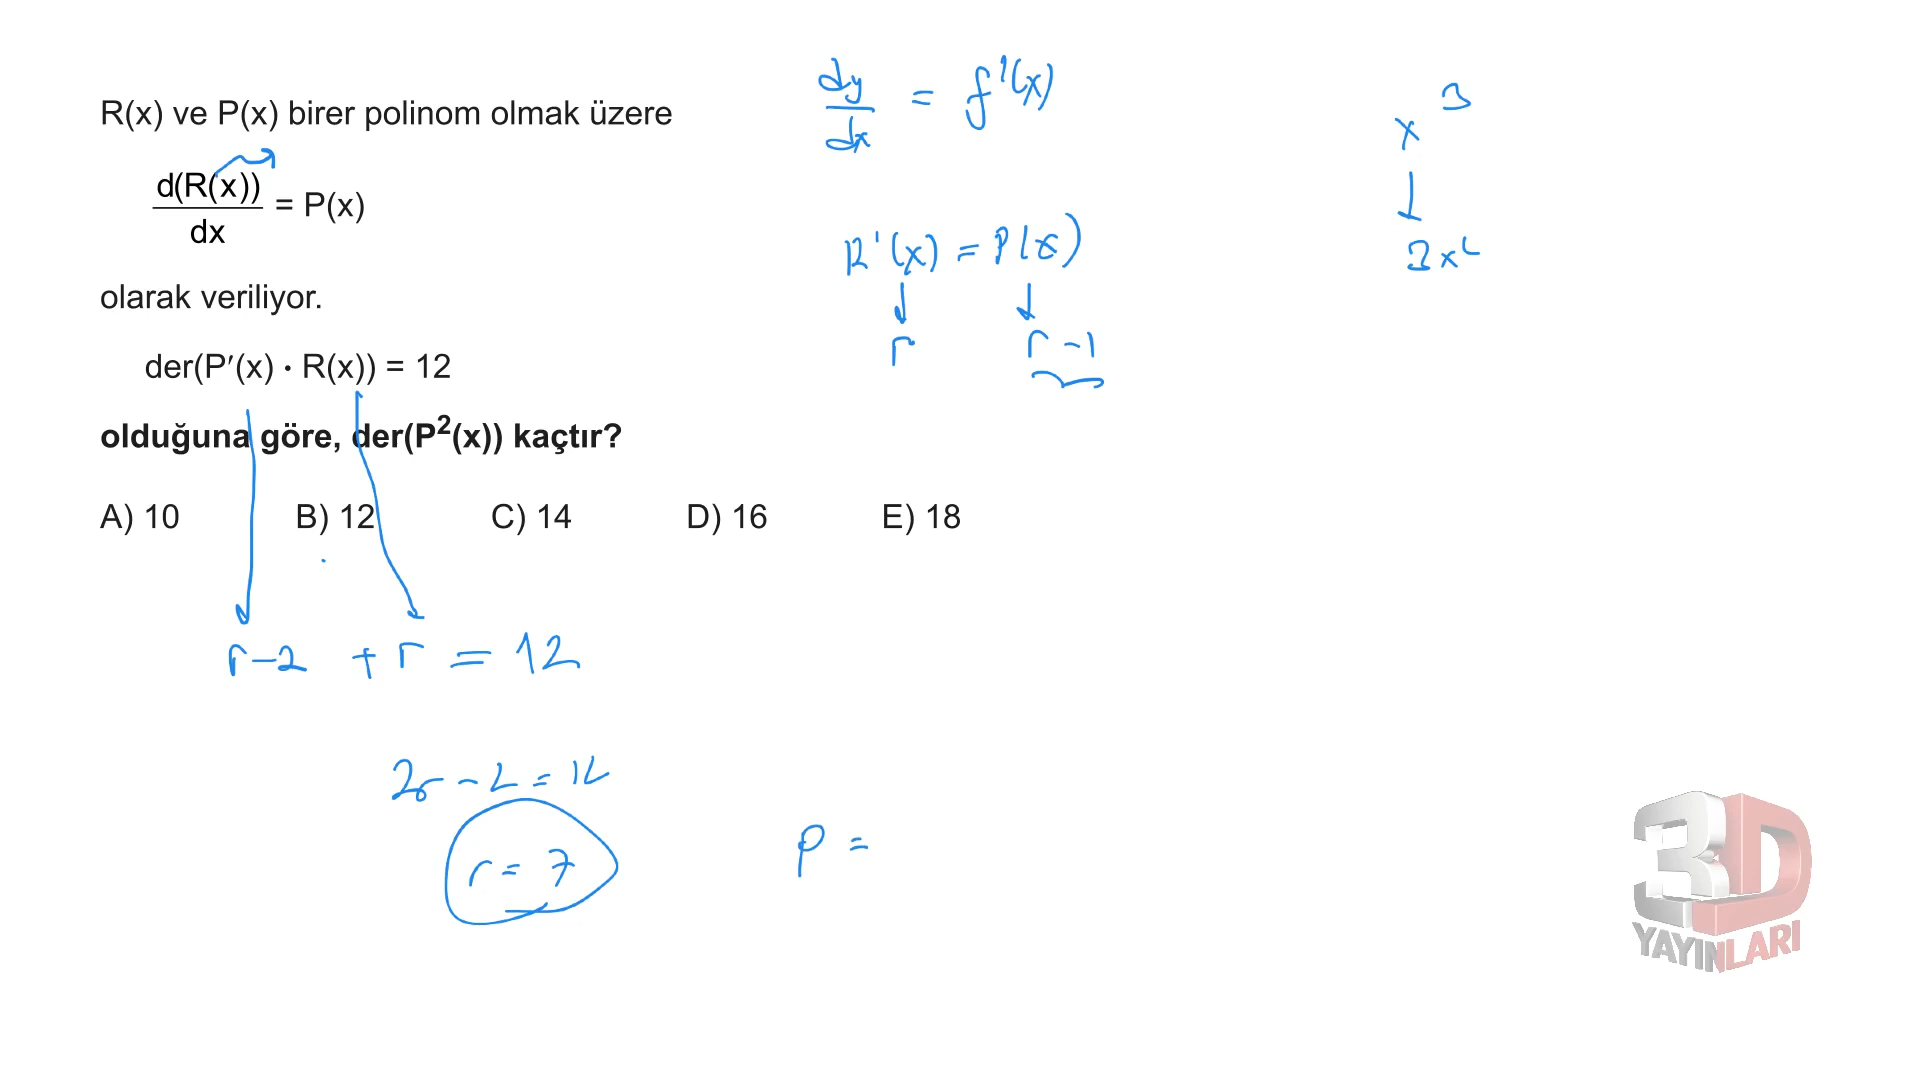 R(x) ve P(x) birer polinom olmak üzere
d(R(x))
dx
= P(x)
olarak veriliyor.
der(P′(x) · R(x)) = 12
olduğuna göre, der(P²(x)) kaçtır?
A) 10 B) 12 C) 14 D) 16 E) 18
r-2 + r = 12
2r - 2 = 12
r = 7
dy
dx
= f'(x)
R'(x) = P(x)
r r-1
P =
x³
3x²
3D
YAYINLARI